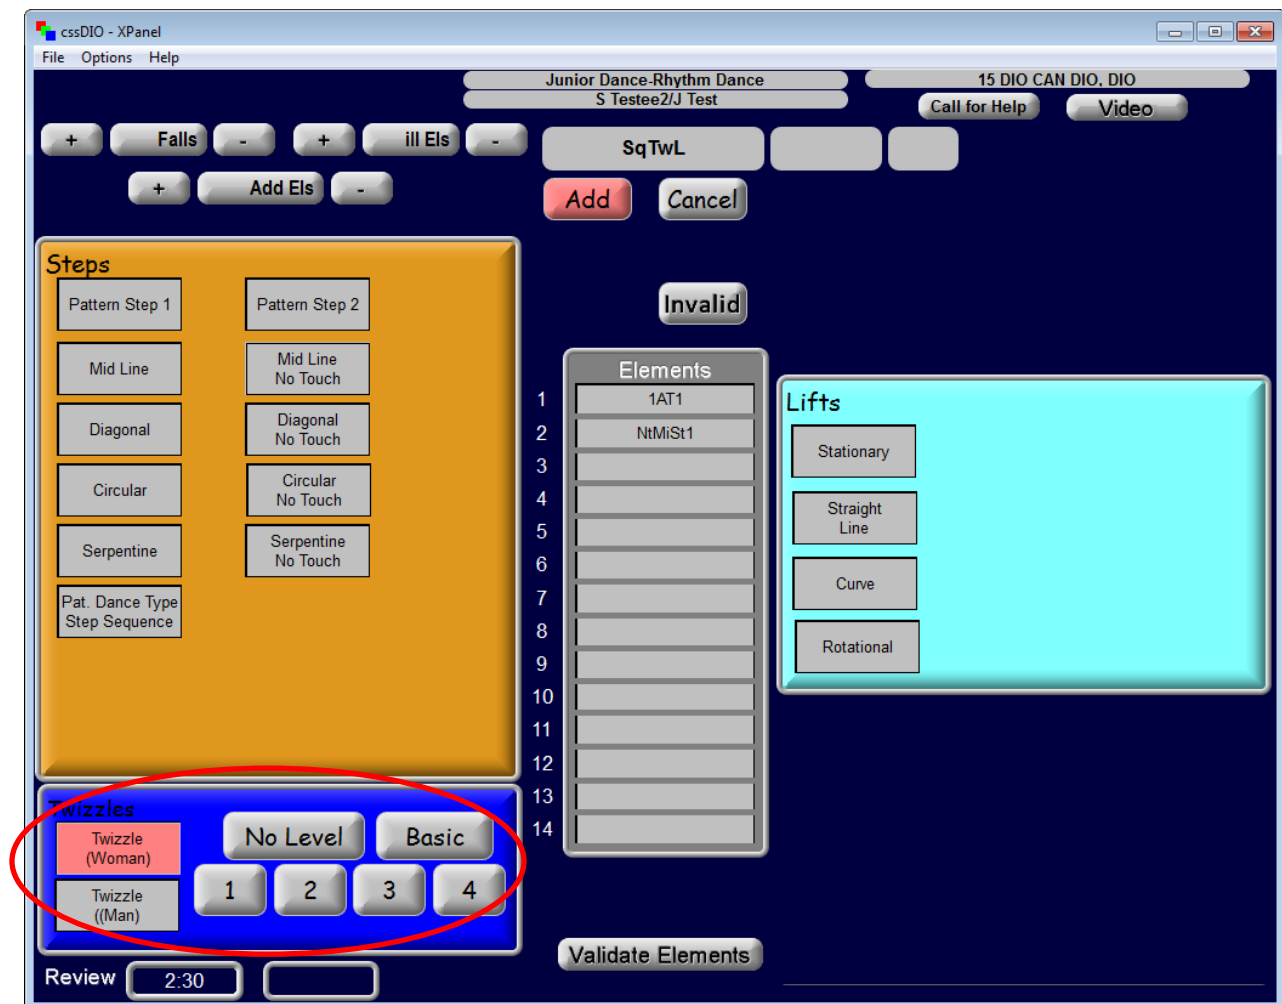 cssDIO - XPanel
File Options Help
Junior Dance-Rhythm Dance
15 DIO CAN DIO, DIO
S Testee2/J Test
Call for Help
Video
+ Falls - + ill Els -
SqTwL
+ Add Els -
Add Cancel
Steps
Pattern Step 1
Pattern Step 2
Mid Line
Mid Line
No Touch
Diagonal
Diagonal
No Touch
Circular
Circular
No Touch
Serpentine
Serpentine
No Touch
Pat. Dance Type
Step Sequence
Invalid
Elements
1 1AT1
2 NtMiSt1
3
4
5
6
7
8
9
10
11
12
13
14
Lifts
Stationary
Straight
Line
Curve
Rotational
Twizzles
Twizzle
(Woman)
No Level Basic
Twizzle
((Man)
1 2 3 4
Validate Elements
Review 2:30